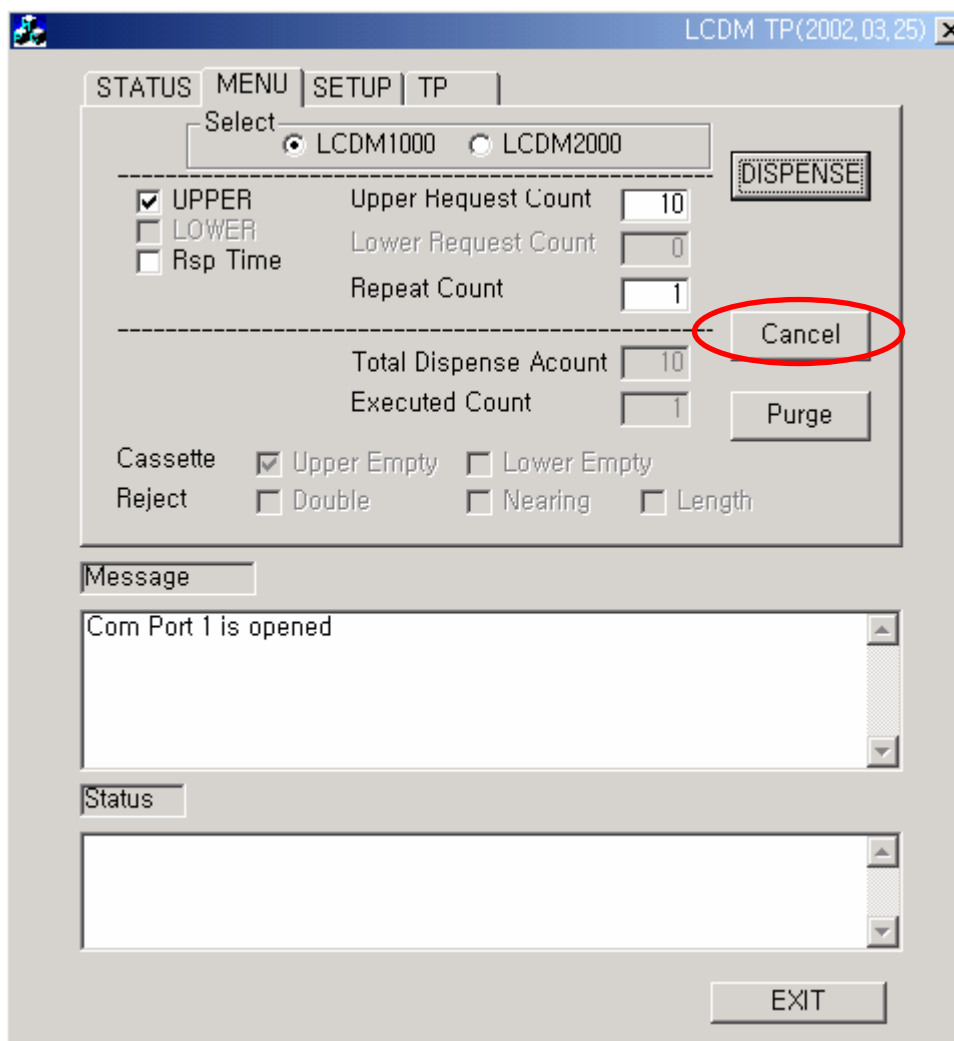 LCDM TP(2002,03,25)
STATUS MENU SETUP TP
Select
LCDM1000 LCDM2000
DISPENSE
UPPER Upper Request Count 10
LOWER Lower Request Count 0
Rsp Time
Repeat Count 1
Cancel
Total Dispense Acount 10
Executed Count 1
Purge
Cassette Upper Empty Lower Empty
Reject Double Nearing Length
Message
Com Port 1 is opened
Status
EXIT